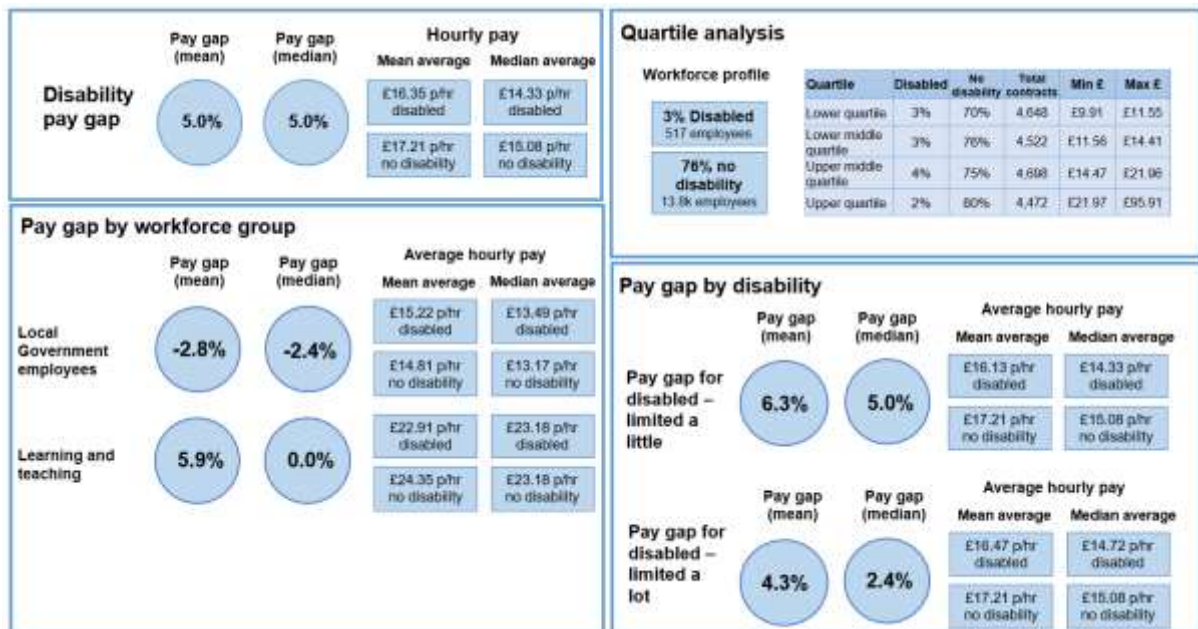 Disability
pay gap
Pay gap
(mean)
Pay gap
(median)
5.0%
5.0%
Hourly pay
Mean average
Median average
£16.35 p/hr
disabled
£14.33 p/hr
disabled
£17.21 p/hr
no disability
£15.08 p/hr
no disability
Quartile analysis
Workforce profile
3% Disabled
517 employees
76% no
disability
13.8k employees
Quartile Disabled No disability Total contracts Min £ Max £
Lower quartile 3% 70% 4,648 £9.91 £11.55
Lower middle quartile 3% 76% 4,522 £11.56 £14.41
Upper middle quartile 4% 75% 4,698 £14.47 £21.96
Upper quartile 2% 80% 4,472 £21.97 £95.91
Pay gap by workforce group
Pay gap
(mean)
Pay gap
(median)
Average hourly pay
Mean average
Median average
Local
Government
employees
-2.8%
-2.4%
£15.22 p/hr
disabled
£13.49 p/hr
disabled
£14.81 p/hr
no disability
£13.17 p/hr
no disability
Learning and
teaching
5.9%
0.0%
£22.91 p/hr
disabled
£23.18 p/hr
disabled
£24.35 p/hr
no disability
£23.18 p/hr
no disability
Pay gap by disability
Pay gap
(mean)
Pay gap
(median)
Average hourly pay
Mean average
Median average
Pay gap for
disabled –
limited a
little
6.3%
5.0%
£16.13 p/hr
disabled
£14.33 p/hr
disabled
£17.21 p/hr
no disability
£15.08 p/hr
no disability
Pay gap
(mean)
Pay gap
(median)
Average hourly pay
Mean average
Median average
Pay gap for
disabled –
limited a
lot
4.3%
2.4%
£16.47 p/hr
disabled
£14.72 p/hr
disabled
£17.21 p/hr
no disability
£15.08 p/hr
no disability